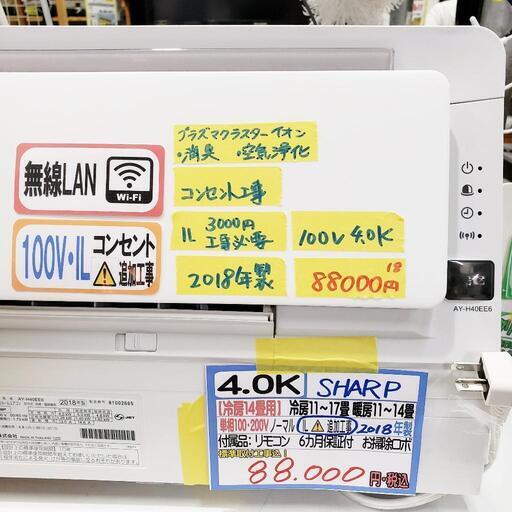 プラズマクラスターイオン
・消臭 ・空気浄化
無線LAN
Wi-Fi
コンセント工事
100V・IL
コンセント
追加工事
IL 3000円
工事必要
100V 4.0K
2018年製
18
88000円
AY-H40EE6
AY-H40EE6
2018年製
4.0K
SHARP
【冷房14畳用】 冷房11～17畳 暖房11～14畳
単相100・200V ノーマル IL 追加工事 2018年製
付属品：リモコン 6カ月保証付 お掃除ロボ
標準取付工事込！
88.000円・税込